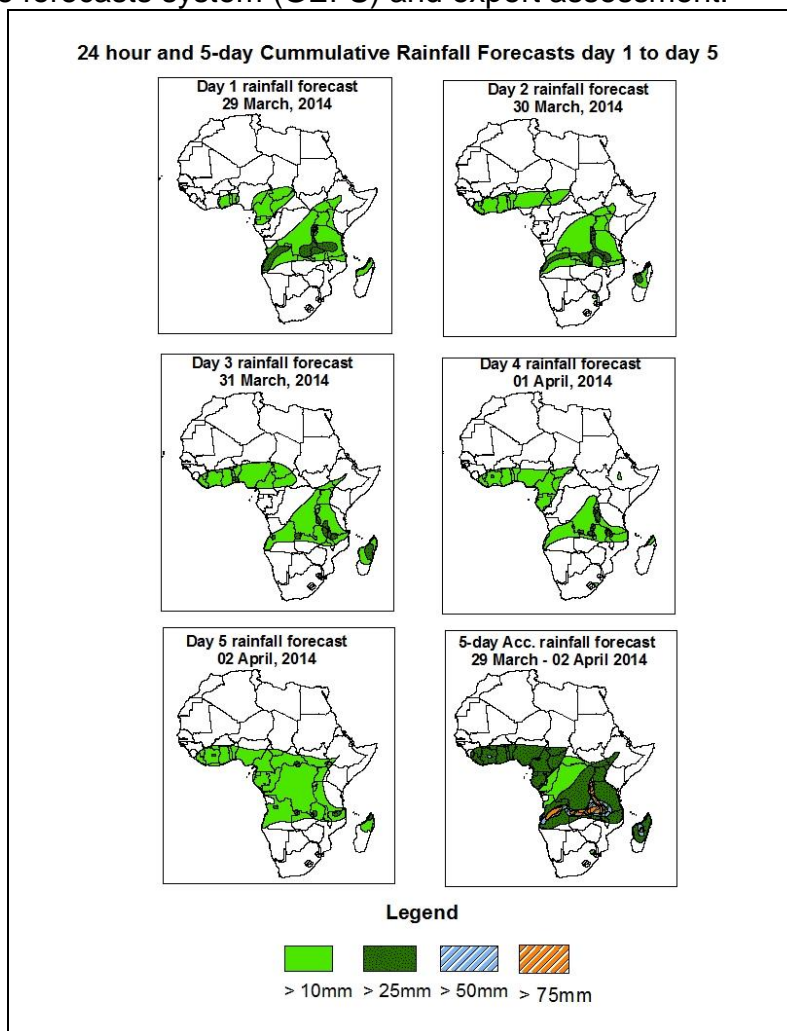 forecasts system (GEFS) and expert assessment.
24 hour and 5-day Cummulative Rainfall Forecasts day 1 to day 5
Day 1 rainfall forecast
29 March, 2014
Day 2 rainfall forecast
30 March, 2014
Day 3 rainfall forecast
31 March, 2014
Day 4 rainfall forecast
01 April, 2014
Day 5 rainfall forecast
02 April, 2014
5-day Acc. rainfall forecast
29 March - 02 April 2014
Legend
> 10mm > 25mm > 50mm > 75mm